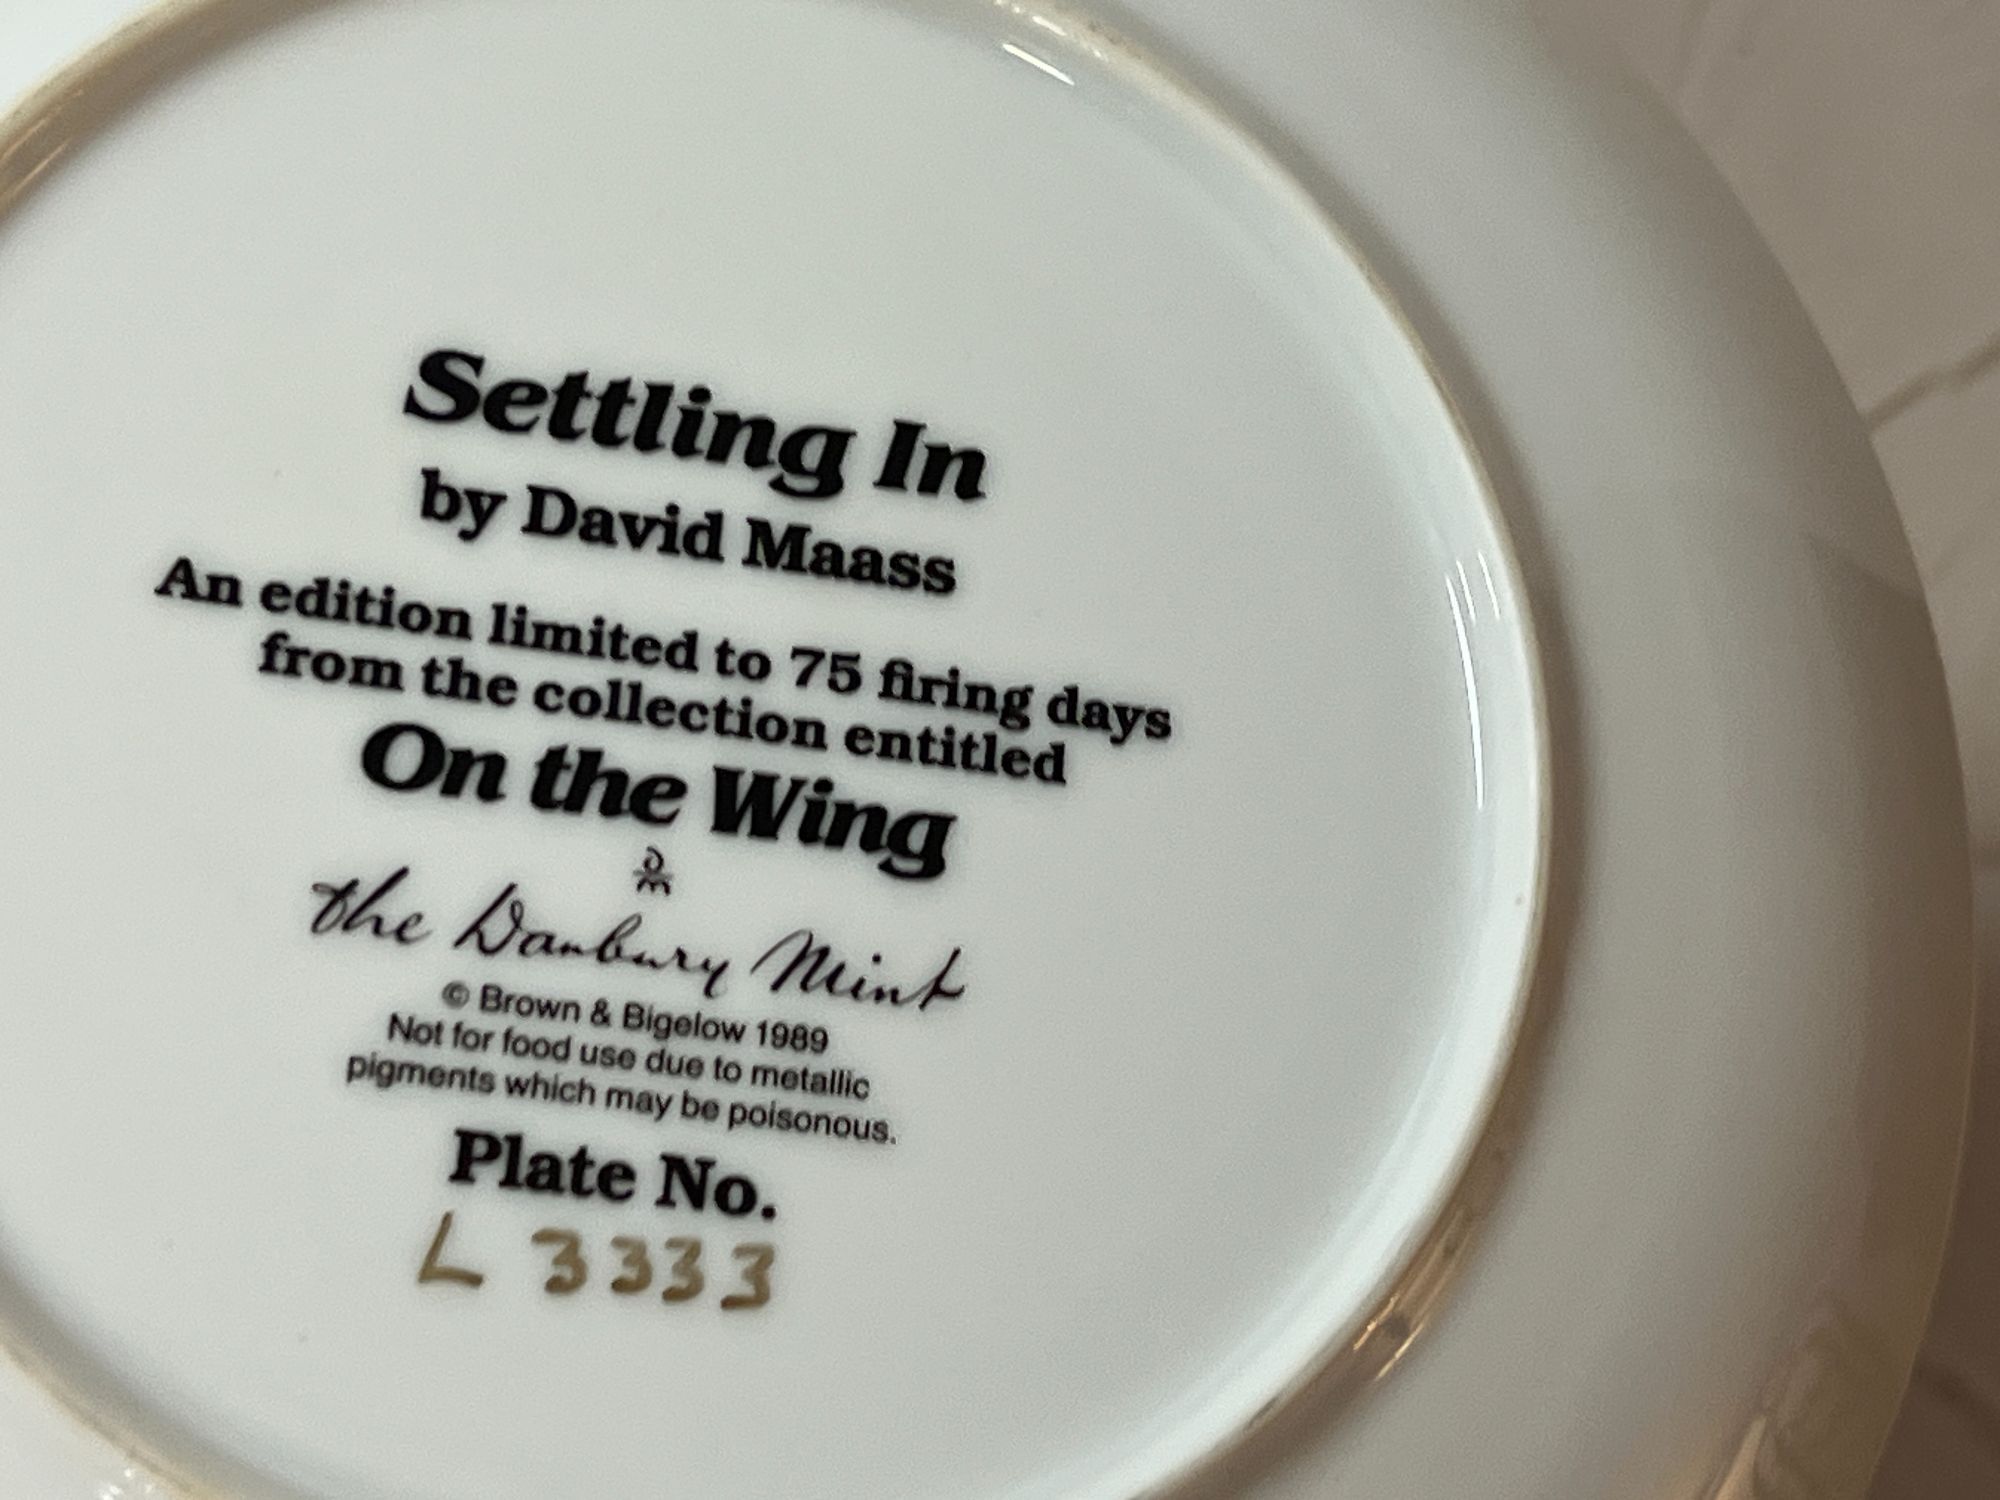 Settling In
by David Maass
An edition limited to 75 firing days
from the collection entitled
On the Wing
DM
the Danbury Mint
© Brown & Bigelow 1989
Not for food use due to metallic
pigments which may be poisonous.
Plate No.
L 3333